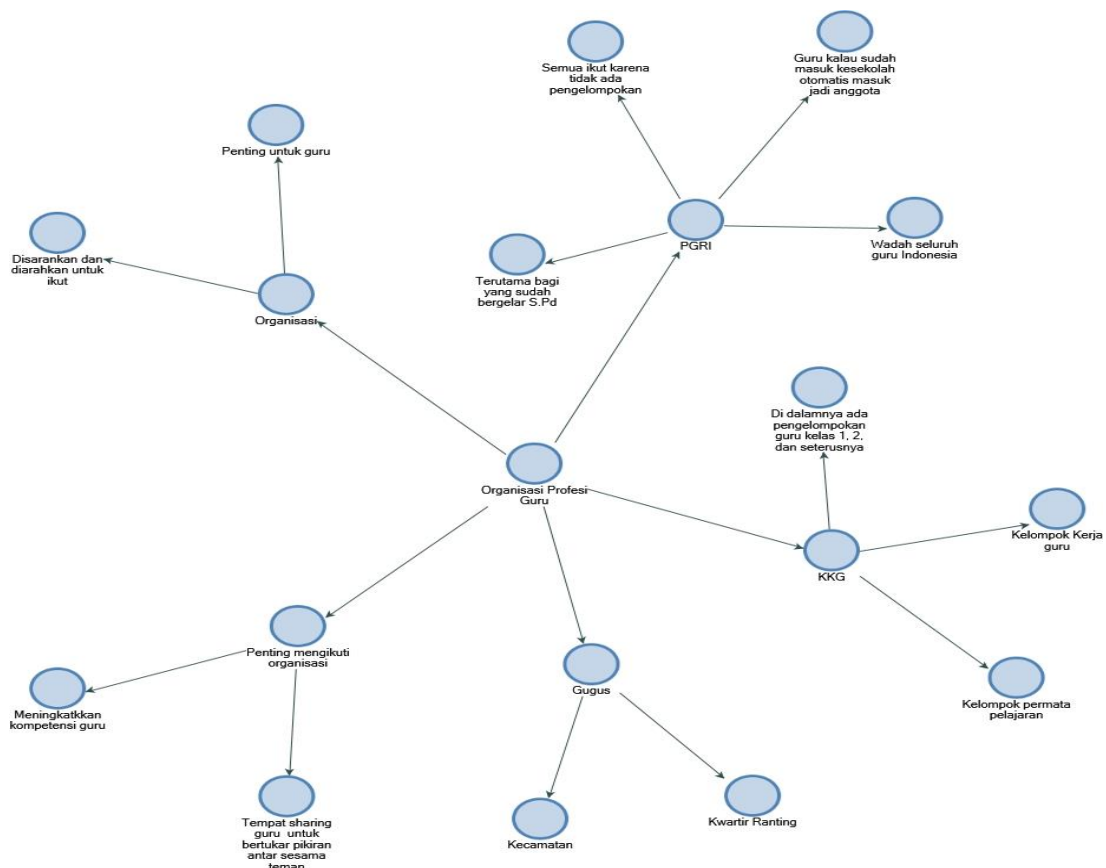 Semua ikut karena
tidak ada
pengelompokan
Guru kalau sudah
masuk kesekolah
otomatis masuk
jadi anggota
Penting untuk guru
Disarankan dan
diarahkan untuk
ikut
Organisasi
PGRI
Wadah seluruh
guru Indonesia
Terutama bagi
yang sudah
bergelar S.Pd
Di dalamnya ada
pengelompokan
guru kelas 1, 2,
dan seterusnya
Organisasi Profesi
Guru
Kelompok Kerja
guru
KKG
Penting mengikuti
organisasi
Gugus
Kelompok permata
pelajaran
Meningkatkkan
kompetensi guru
Tempat sharing
guru untuk
bertukar pikiran
antar sesama
teman
Kecamatan
Kwartir Ranting